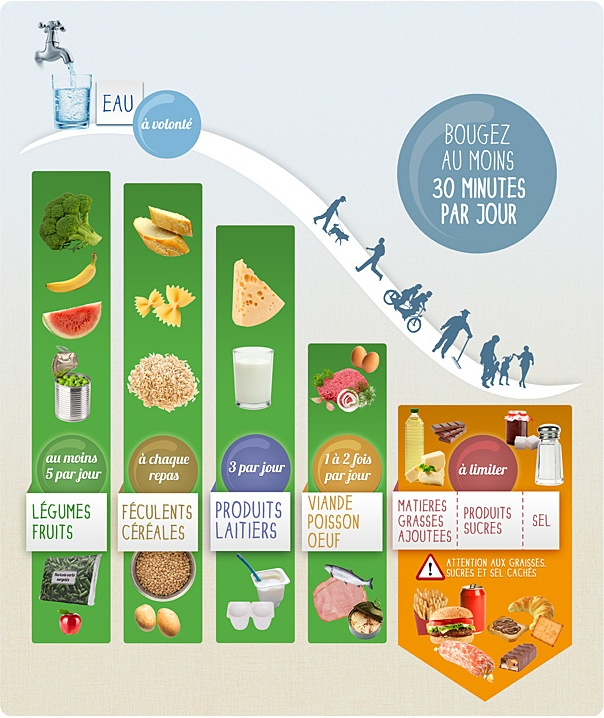 EAU
à volonté
BOUGEZ
AU MOINS
30 MINUTES
PAR JOUR
au moins
5 par jour
LÉGUMES
FRUITS
à chaque
repas
FÉCULENTS
CÉRÉALES
3 par jour
PRODUITS
LAITIERS
1 à 2 fois
par jour
VIANDE
POISSON
OEUF
à limiter
MATIERES
GRASSES
AJOUTEES
PRODUITS
SUCRES
SEL
ATTENTION AUX GRAISSES,
SUCRES ET SEL CACHÉS